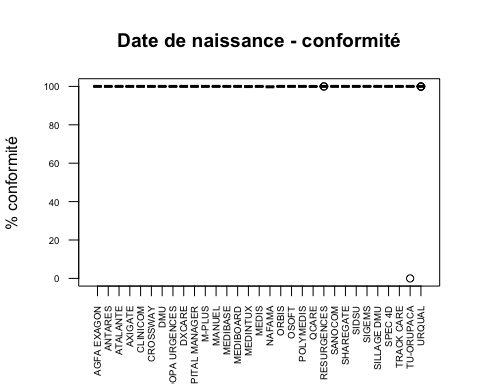 Date de naissance - conformité
% conformité
100
80
60
40
20
0
AGFA EXAGON
ANTARES
ATALANTE
AXIGATE
CLINICOM
CROSSWAY
DMU
OPA URGENCES
DXCARE
PITAL MANAGER
M-PLUS
MANUEL
MEDIBASE
MEDIBOARD
MEDINTUX
MEDIS
NAFAMA
ORBIS
OSOFT
POLYMEDIS
QCARE
RESURGENCES
SANOCOM
SHAREGATE
SIDSU
SIGEMS
SILLAGE DMU
SPEC 4D
TRACK CARE
TU-ORUPACA
URQUAL